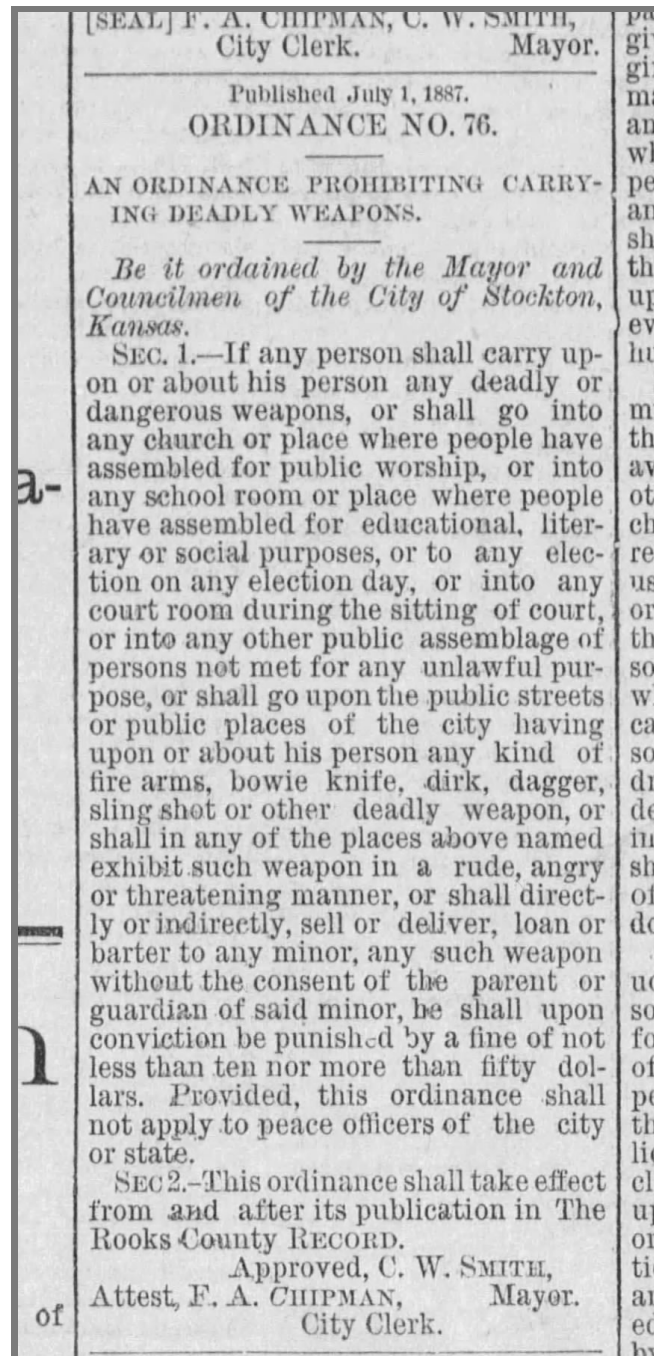 [SEAL] F. A. CHIPMAN, C. W. SMITH,
City Clerk. Mayor.
Published July 1, 1887.
ORDINANCE NO. 76.
AN ORDINANCE PROHIBITING CARRY-
ING DEADLY WEAPONS.
Be it ordained by the Mayor and
Councilmen of the City of Stockton,
Kansas.
SEC. 1.—If any person shall carry up-
on or about his person any deadly or
dangerous weapons, or shall go into
any church or place where people have
assembled for public worship, or into
any school room or place where people
have assembled for educational, liter-
ary or social purposes, or to any elec-
tion on any election day, or into any
court room during the sitting of court,
or into any other public assemblage of
persons not met for any unlawful pur-
pose, or shall go upon the public streets
or public places of the city having
upon or about his person any kind of
fire arms, bowie knife, dirk, dagger,
sling shot or other deadly weapon, or
shall in any of the places above named
exhibit such weapon in a rude, angry
or threatening manner, or shall direct-
ly or indirectly, sell or deliver, loan or
barter to any minor, any such weapon
without the consent of the parent or
guardian of said minor, be shall upon
conviction be punished by a fine of not
less than ten nor more than fifty dol-
lars. Provided, this ordinance shall
not apply to peace officers of the city
or state.
SEC 2.-This ordinance shall take effect
from and after its publication in The
Rooks County RECORD.
Approved, C. W. SMITH,
Attest, F. A. CHIPMAN, Mayor.
City Clerk.
of